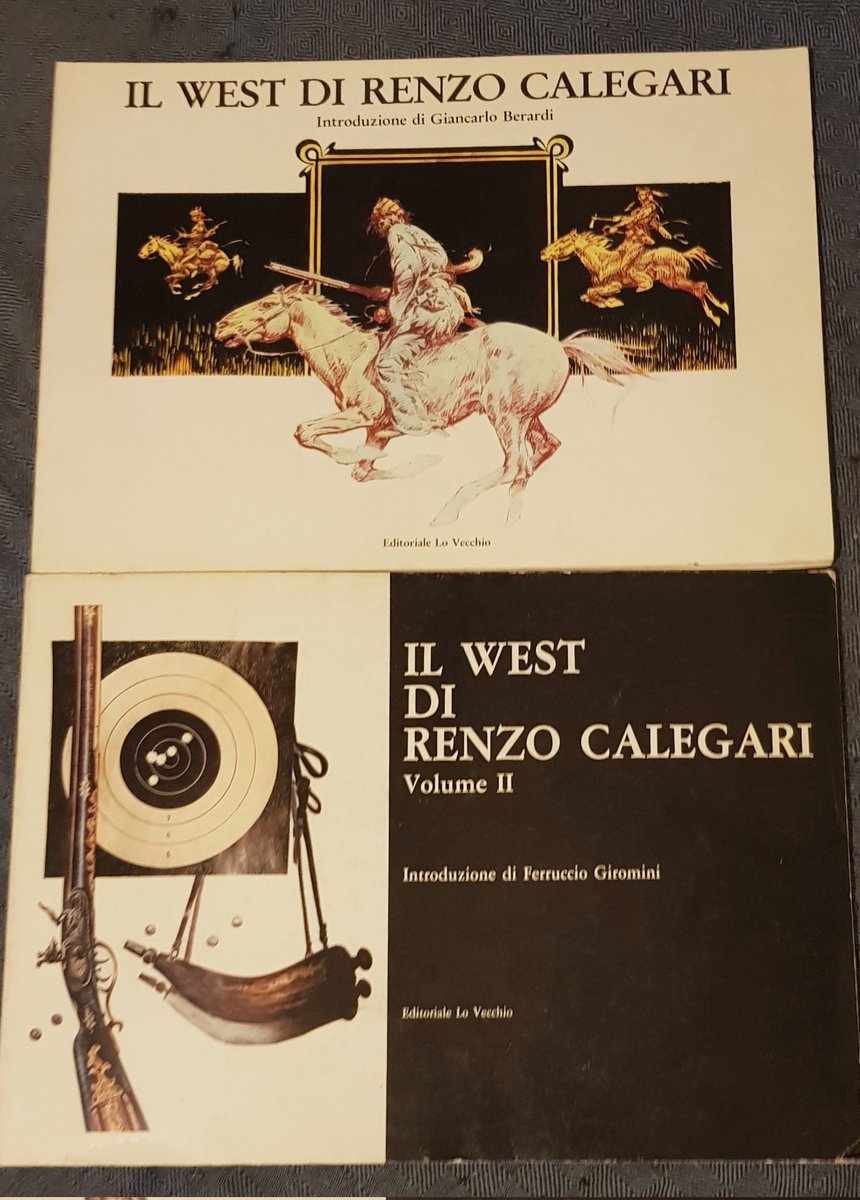 IL WEST DI RENZO CALEGARI
Introduzione di Giancarlo Berardi
Editoriale Lo Vecchio
IL WEST
DI
RENZO CALEGARI
Volume II
Introduzione di Ferruccio Giromini
Editoriale Lo Vecchio